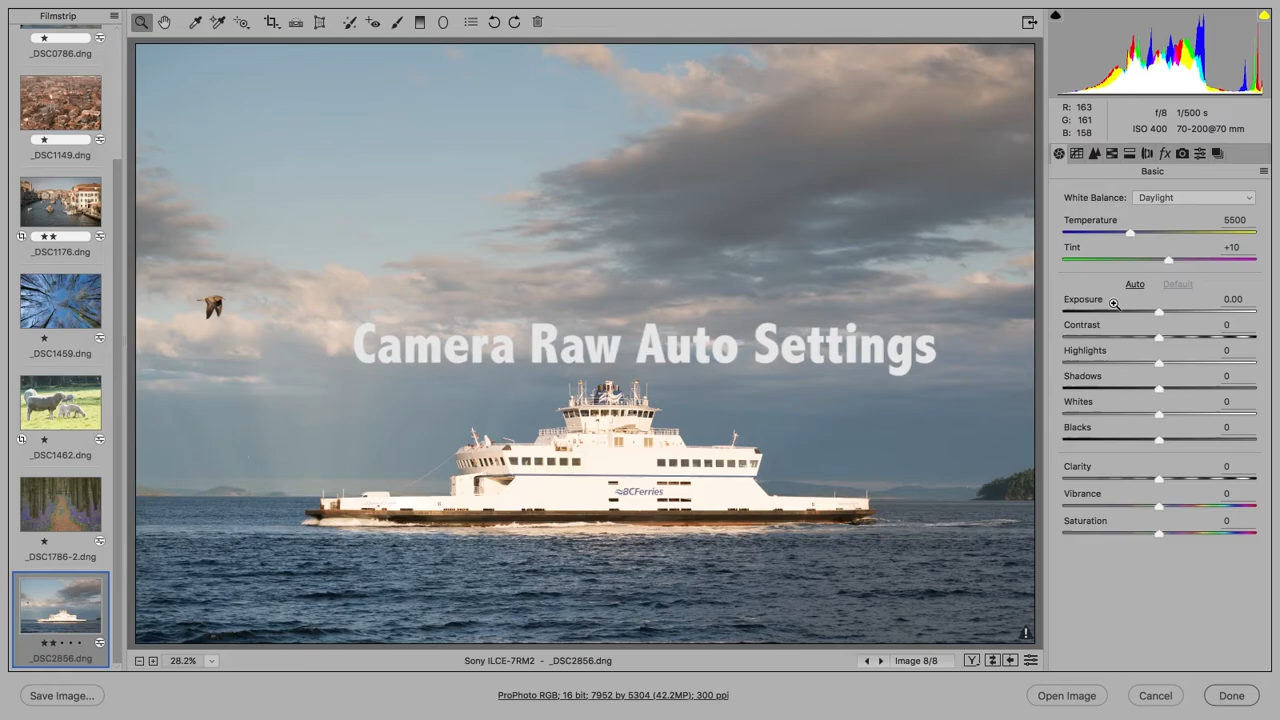 Filmstrip
_DSC0786.dng
_DSC1149.dng
_DSC1176.dng
_DSC1459.dng
_DSC1462.dng
_DSC1786-2.dng
_DSC2856.dng
Camera Raw Auto Settings
BCFerries
28.2%
Sony ILCE-7RM2 - _DSC2856.dng
Image 8/8
Y
R: 163
G: 161
B: 158
f/8 1/500 s
ISO 400 70-200@70 mm
fx
Basic
White Balance: Daylight
Temperature 5500
Tint +10
Auto Default
Exposure 0.00
Contrast 0
Highlights 0
Shadows 0
Whites 0
Blacks 0
Clarity 0
Vibrance 0
Saturation 0
Save Image...
ProPhoto RGB; 16 bit; 7952 by 5304 (42.2MP); 300 ppi
Open Image
Cancel
Done